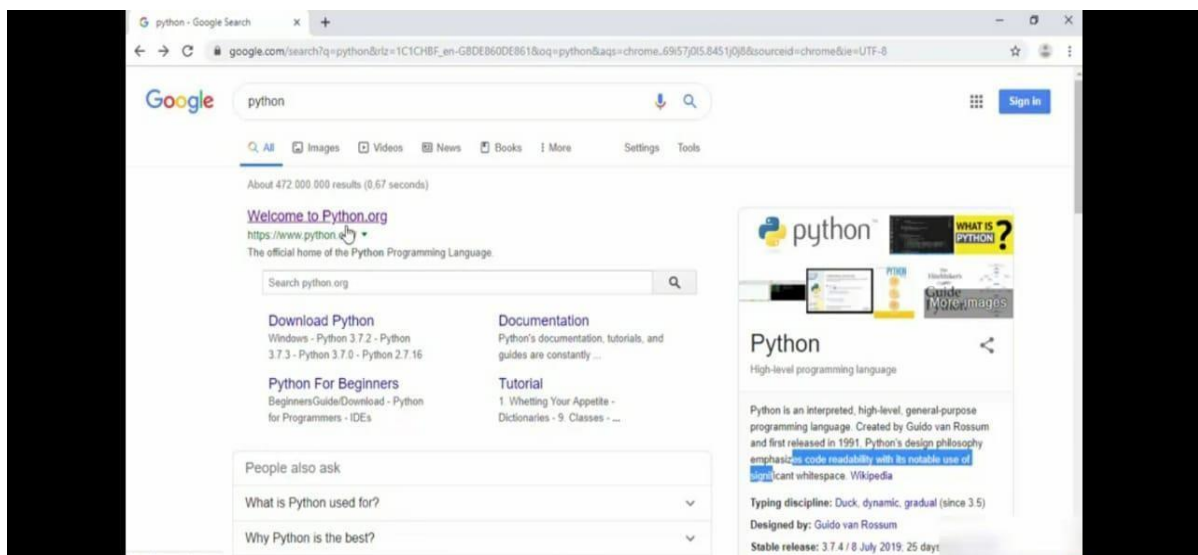 python - Google Search
google.com/search?q=python&rlz=1C1CHBF_en-GBDE860DE861&oq=python&aqs=chrome..69i57j0l5.8451j0j8&sourceid=chrome&ie=UTF-8
Google
python
Sign in
All Images Videos News Books More Settings Tools
About 472.000.000 results (0,67 seconds)
Welcome to Python.org
https://www.python.
The official home of the Python Programming Language.
Search python.org
Download Python
Windows - Python 3.7.2 - Python
3.7.3 - Python 3.7.0 - Python 2.7.16
Documentation
Python's documentation, tutorials, and
guides are constantly ...
Python For Beginners
BeginnersGuide/Download - Python
for Programmers - IDEs
Tutorial
1. Whetting Your Appetite -
Dictionaries - 9. Classes - ...
People also ask
What is Python used for?
Why Python is the best?
python
WHAT IS
PYTHON ?
PYTHON
Guide
More images
Python
High-level programming language
Python is an interpreted, high-level, general-purpose
programming language. Created by Guido van Rossum
and first released in 1991, Python's design philosophy
emphasizes code readability with its notable use of
significant whitespace. Wikipedia
Typing discipline: Duck, dynamic, gradual (since 3.5)
Designed by: Guido van Rossum
Stable release: 3.7.4 / 8 July 2019; 25 days